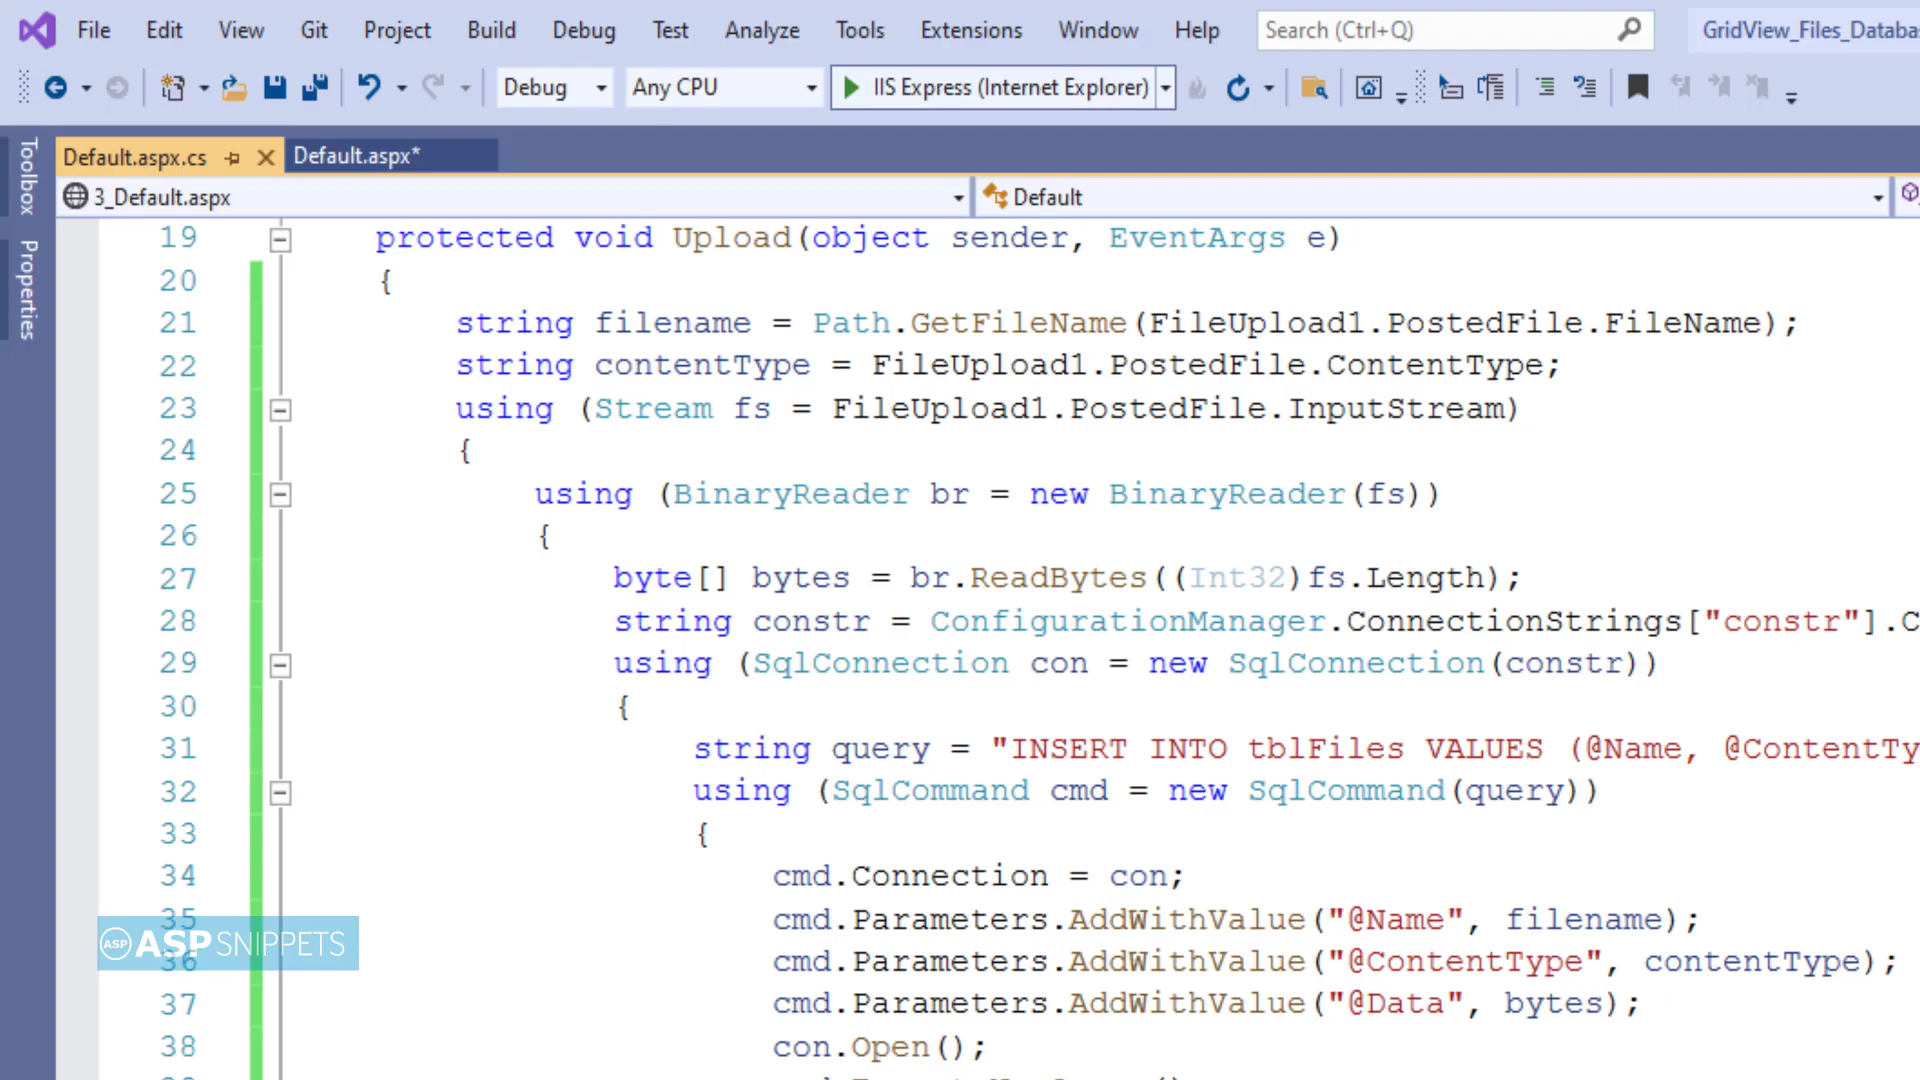 File Edit View Git Project Build Debug Test Analyze Tools Extensions Window Help Search (Ctrl+Q) GridView_Files_Databa
Debug Any CPU IIS Express (Internet Explorer)
Toolbox
Properties
Default.aspx.cs Default.aspx*
3_Default.aspx Default
19 protected void Upload(object sender, EventArgs e)
20 {
21 string filename = Path.GetFileName(FileUpload1.PostedFile.FileName);
22 string contentType = FileUpload1.PostedFile.ContentType;
23 using (Stream fs = FileUpload1.PostedFile.InputStream)
24 {
25 using (BinaryReader br = new BinaryReader(fs))
26 {
27 byte[] bytes = br.ReadBytes((Int32)fs.Length);
28 string constr = ConfigurationManager.ConnectionStrings["constr"].C
29 using (SqlConnection con = new SqlConnection(constr))
30 {
31 string query = "INSERT INTO tblFiles VALUES (@Name, @ContentTy
32 using (SqlCommand cmd = new SqlCommand(query))
33 {
34 cmd.Connection = con;
35 cmd.Parameters.AddWithValue("@Name", filename);
36 cmd.Parameters.AddWithValue("@ContentType", contentType);
37 cmd.Parameters.AddWithValue("@Data", bytes);
38 con.Open();
ASP ASPSNIPPETS